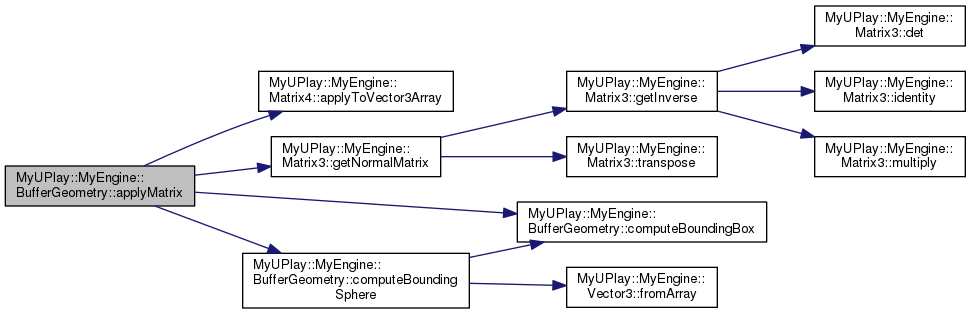 MyUPlay::MyEngine::
BufferGeometry::applyMatrix
MyUPlay::MyEngine::
Matrix4::applyToVector3Array
MyUPlay::MyEngine::
Matrix3::getNormalMatrix
MyUPlay::MyEngine::
Matrix3::getInverse
MyUPlay::MyEngine::
Matrix3::det
MyUPlay::MyEngine::
Matrix3::identity
MyUPlay::MyEngine::
Matrix3::multiply
MyUPlay::MyEngine::
Matrix3::transpose
MyUPlay::MyEngine::
BufferGeometry::computeBoundingBox
MyUPlay::MyEngine::
BufferGeometry::computeBounding
Sphere
MyUPlay::MyEngine::
Vector3::fromArray